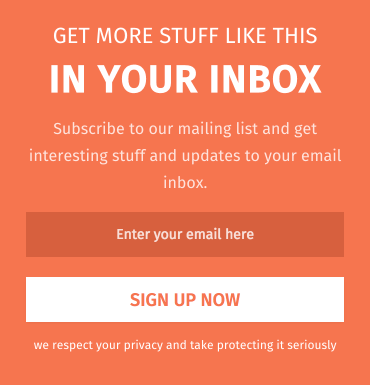 GET MORE STUFF LIKE THIS
IN YOUR INBOX
Subscribe to our mailing list and get
interesting stuff and updates to your email
inbox.
Enter your email here
SIGN UP NOW
we respect your privacy and take protecting it seriously